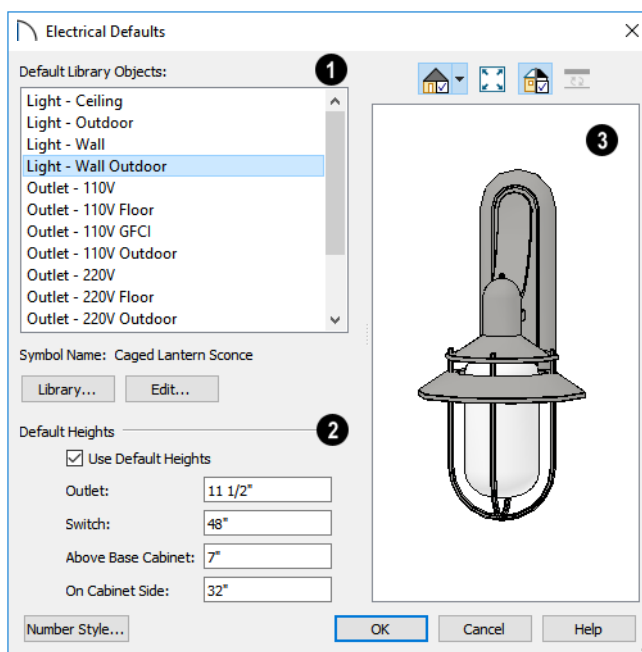 Electrical Defaults
Default Library Objects:
1
Light - Ceiling
Light - Outdoor
Light - Wall
Light - Wall Outdoor
Outlet - 110V
Outlet - 110V Floor
Outlet - 110V GFCI
Outlet - 110V Outdoor
Outlet - 220V
Outlet - 220V Floor
Outlet - 220V Outdoor
Symbol Name: Caged Lantern Sconce
Library... Edit...
Default Heights
2
Use Default Heights
Outlet: 11 1/2"
Switch: 48"
Above Base Cabinet: 7"
On Cabinet Side: 32"
3
Number Style... OK Cancel Help